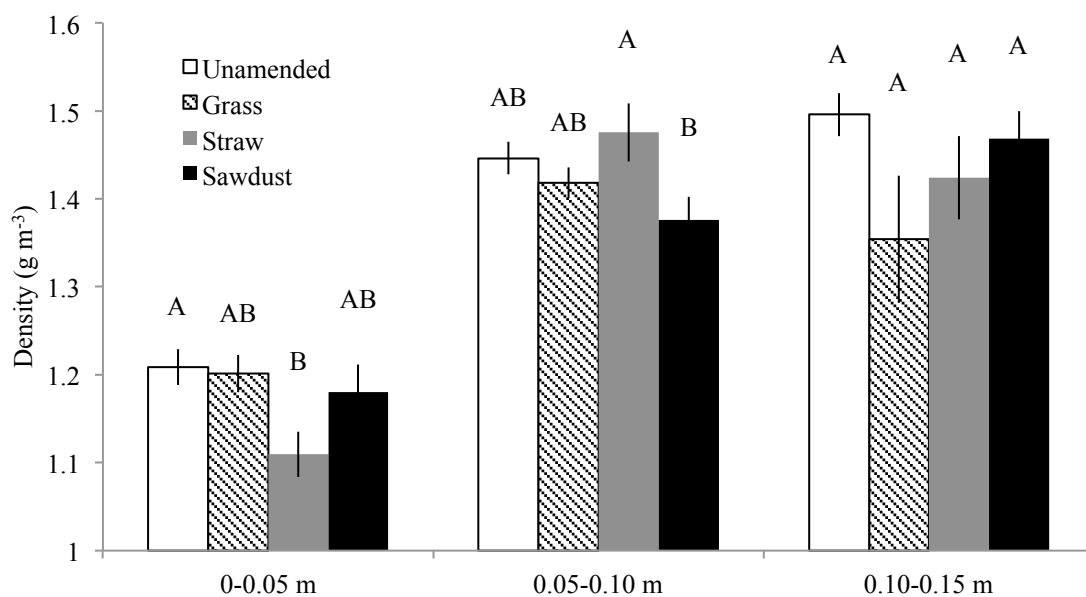 Density (g m⁻³)
1.6
1.5
1.4
1.3
1.2
1.1
1
Unamended
Grass
Straw
Sawdust
A
AB
B
AB
AB
AB
A
B
A
A
A
A
0-0.05 m
0.05-0.10 m
0.10-0.15 m